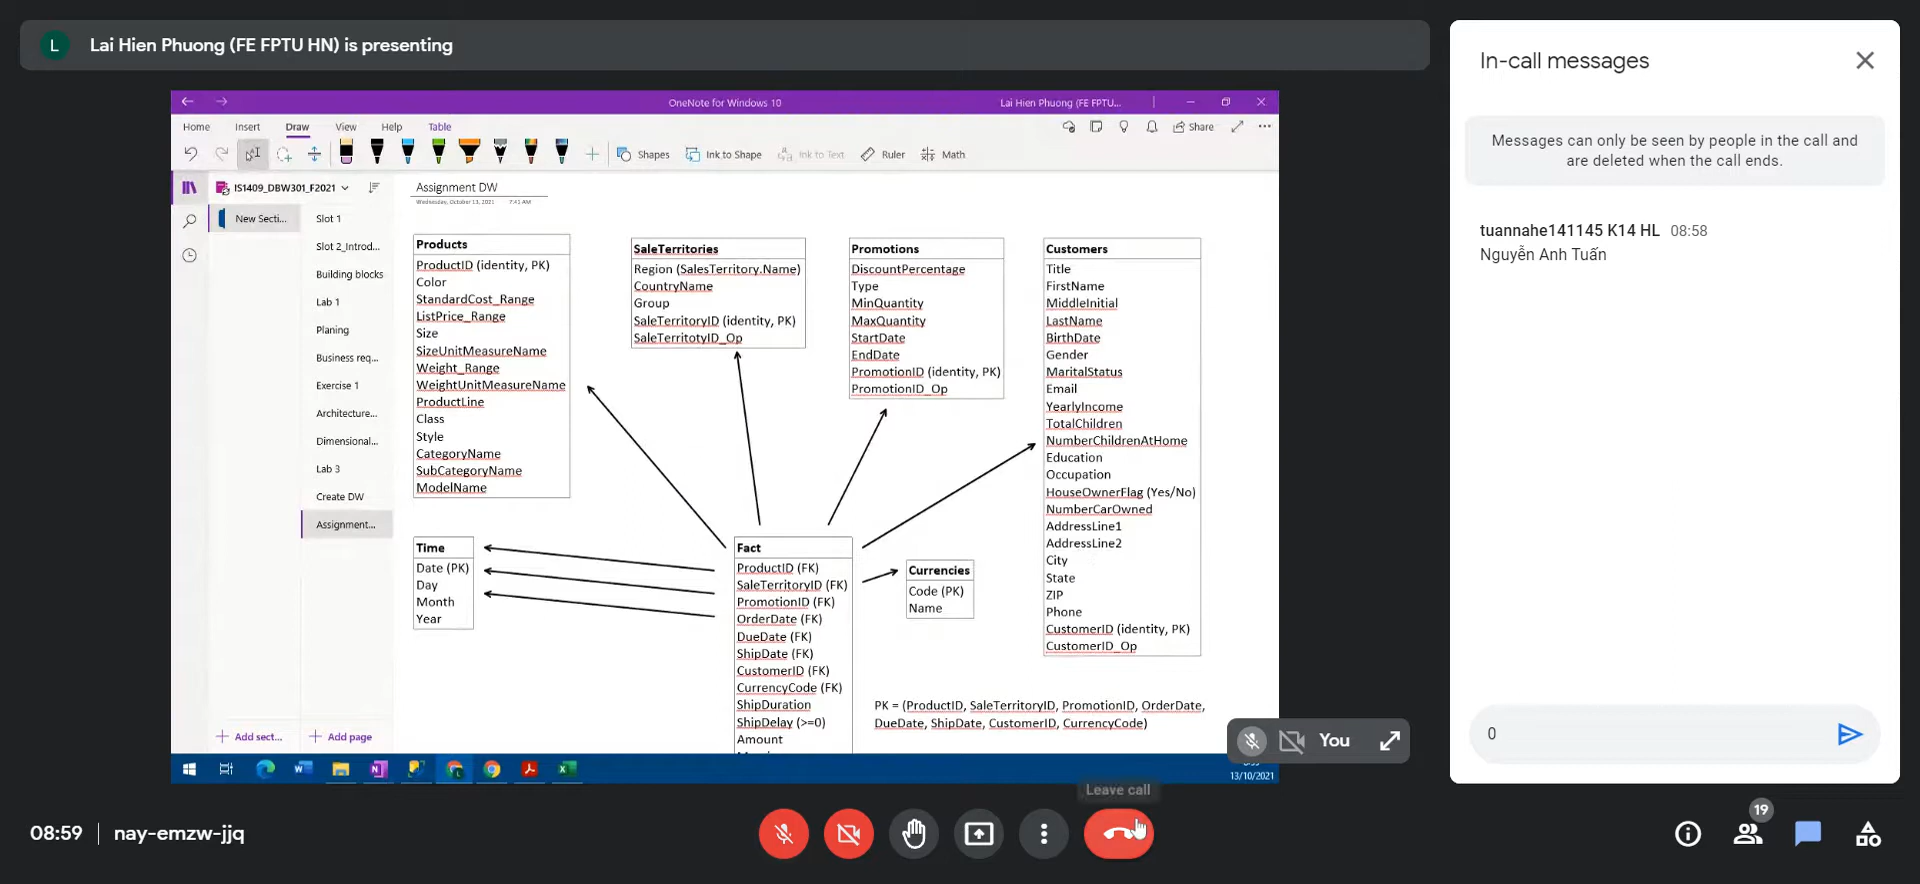 L
Lai Hien Phuong (FE FPTU HN) is presenting
OneNote for Windows 10
Lai Hien Phuong (FE FPTU...
Home
Insert
Draw
View
Help
Table
Share
Shapes
Ink to Shape
Ink to Text
Ruler
Math
IS1409_DBW301_F2021
New Secti...
Slot 1
Slot 2_Introd...
Building blocks
Lab 1
Planing
Business req...
Exercise 1
Architecture...
Dimensional...
Lab 3
Create DW
Assignment...
Add sect...
Add page
Assignment DW
Wednesday, October 13, 2021 7:41 AM
Products
ProductID (identity, PK)
Color
StandardCost_Range
ListPrice_Range
Size
SizeUnitMeasureName
Weight_Range
WeightUnitMeasureName
ProductLine
Class
Style
CategoryName
SubCategoryName
ModelName
SaleTerritories
Region (SalesTerritory.Name)
CountryName
Group
SaleTerritoryID (identity, PK)
SaleTerritotyID_Op
Promotions
DiscountPercentage
Type
MinQuantity
MaxQuantity
StartDate
EndDate
PromotionID (identity, PK)
PromotionID_Op
Customers
Title
FirstName
MiddleInitial
LastName
BirthDate
Gender
MaritalStatus
Email
YearlyIncome
TotalChildren
NumberChildrenAtHome
Education
Occupation
HouseOwnerFlag (Yes/No)
NumberCarOwned
AddressLine1
AddressLine2
City
State
ZIP
Phone
CustomerID (identity, PK)
CustomerID_Op
Time
Date (PK)
Day
Month
Year
Fact
ProductID (FK)
SaleTerritoryID (FK)
PromotionID (FK)
OrderDate (FK)
DueDate (FK)
ShipDate (FK)
CustomerID (FK)
CurrencyCode (FK)
ShipDuration
ShipDelay (>=0)
Amount
Currencies
Code (PK)
Name
PK = (ProductID, SaleTerritoryID, PromotionID, OrderDate,
DueDate, ShipDate, CustomerID, CurrencyCode)
You
13/10/2021
Leave call
08:59
nay-emzw-jjq
In-call messages
Messages can only be seen by people in the call and
are deleted when the call ends.
tuannahe141145 K14 HL 08:58
Nguyễn Anh Tuấn
0
19